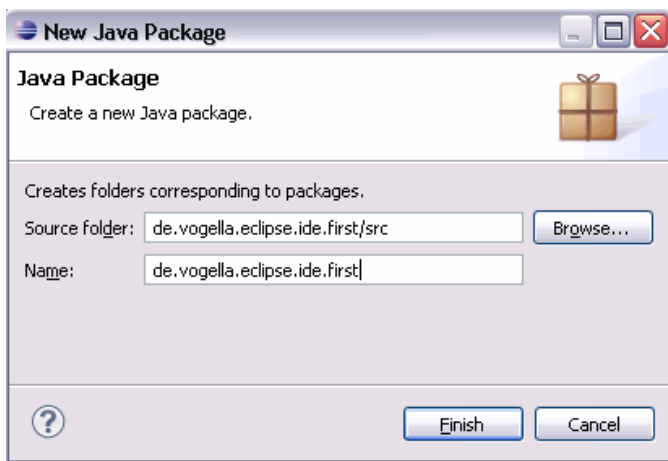 New Java Package
Java Package
Create a new Java package.
Creates folders corresponding to packages.
Source folder: de.vogella.eclipse.ide.first/src Browse...
Name: de.vogella.eclipse.ide.first
? Finish Cancel